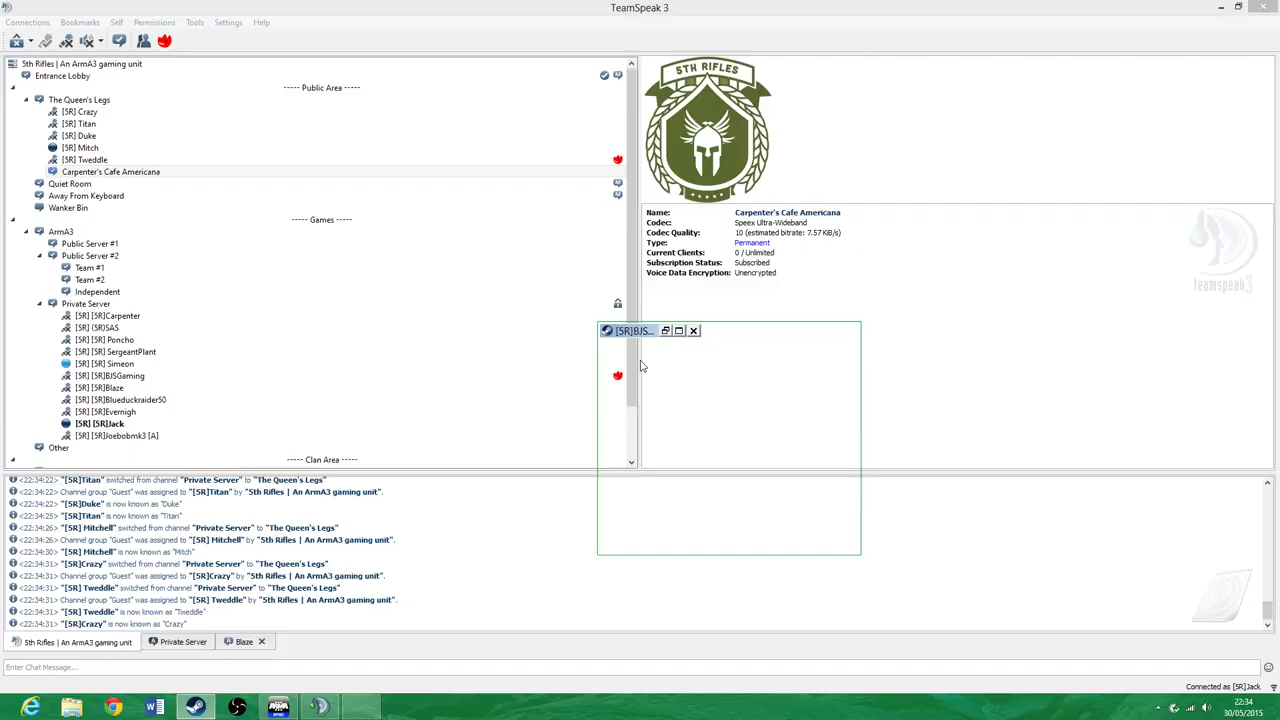 TeamSpeak 3
Connections Bookmarks Self Permissions Tools Settings Help
5th Rifles | An ArmA3 gaming unit
Entrance Lobby
----- Public Area -----
The Queen's Legs
[5R] Crazy
[5R] Titan
[5R] Duke
[5R] Mitch
[5R] Tweddle
Carpenter's Cafe Americana
Quiet Room
Away From Keyboard
Wanker Bin
----- Games -----
ArmA3
Public Server #1
Public Server #2
Team #1
Team #2
Independent
Private Server
[5R] [5R]Carpenter
[5R] (5R)SAS
[5R] [5R] Poncho
[5R] [5R]SergeantPlant
[5R] [5R] Simeon
[5R] [5R]BJSGaming
[5R] [5R]Blaze
[5R] [5R]Blueduckraider50
[5R] [5R]Evernigh
[5R] [5R]Jack
[5R] [5R]Joebobmk3 [A]
Other
----- Clan Area -----
5TH RIFLES
Name: Carpenter's Cafe Americana
Codec: Speex Ultra-Wideband
Codec Quality: 10 (estimated bitrate: 7.57 KiB/s)
Type: Permanent
Current Clients: 0 / Unlimited
Subscription Status: Subscribed
Voice Data Encryption: Unencrypted
teamspeak3
[5R]BJS...
<22:34:22> "[5R]Titan" switched from channel "Private Server" to "The Queen's Legs"
<22:34:22> Channel group "Guest" was assigned to "[5R]Titan" by "5th Rifles | An ArmA3 gaming unit".
<22:34:23> "[5R]Duke" is now known as "Duke"
<22:34:25> "[5R]Titan" is now known as "Titan"
<22:34:26> "[5R] Mitchell" switched from channel "Private Server" to "The Queen's Legs"
<22:34:26> Channel group "Guest" was assigned to "[5R] Mitchell" by "5th Rifles | An ArmA3 gaming unit".
<22:34:30> "[5R] Mitchell" is now known as "Mitch"
<22:34:31> "[5R]Crazy" switched from channel "Private Server" to "The Queen's Legs"
<22:34:31> Channel group "Guest" was assigned to "[5R]Crazy" by "5th Rifles | An ArmA3 gaming unit".
<22:34:31> "[5R] Tweddle" switched from channel "Private Server" to "The Queen's Legs"
<22:34:31> Channel group "Guest" was assigned to "[5R] Tweddle" by "5th Rifles | An ArmA3 gaming unit".
<22:34:31> "[5R] Tweddle" is now known as "Tweddle"
<22:34:31> "[5R]Crazy" is now known as "Crazy"
5th Rifles | An ArmA3 gaming unit Private Server Blaze
Enter Chat Message...
Connected as [5R]Jack
22:34
30/05/2015